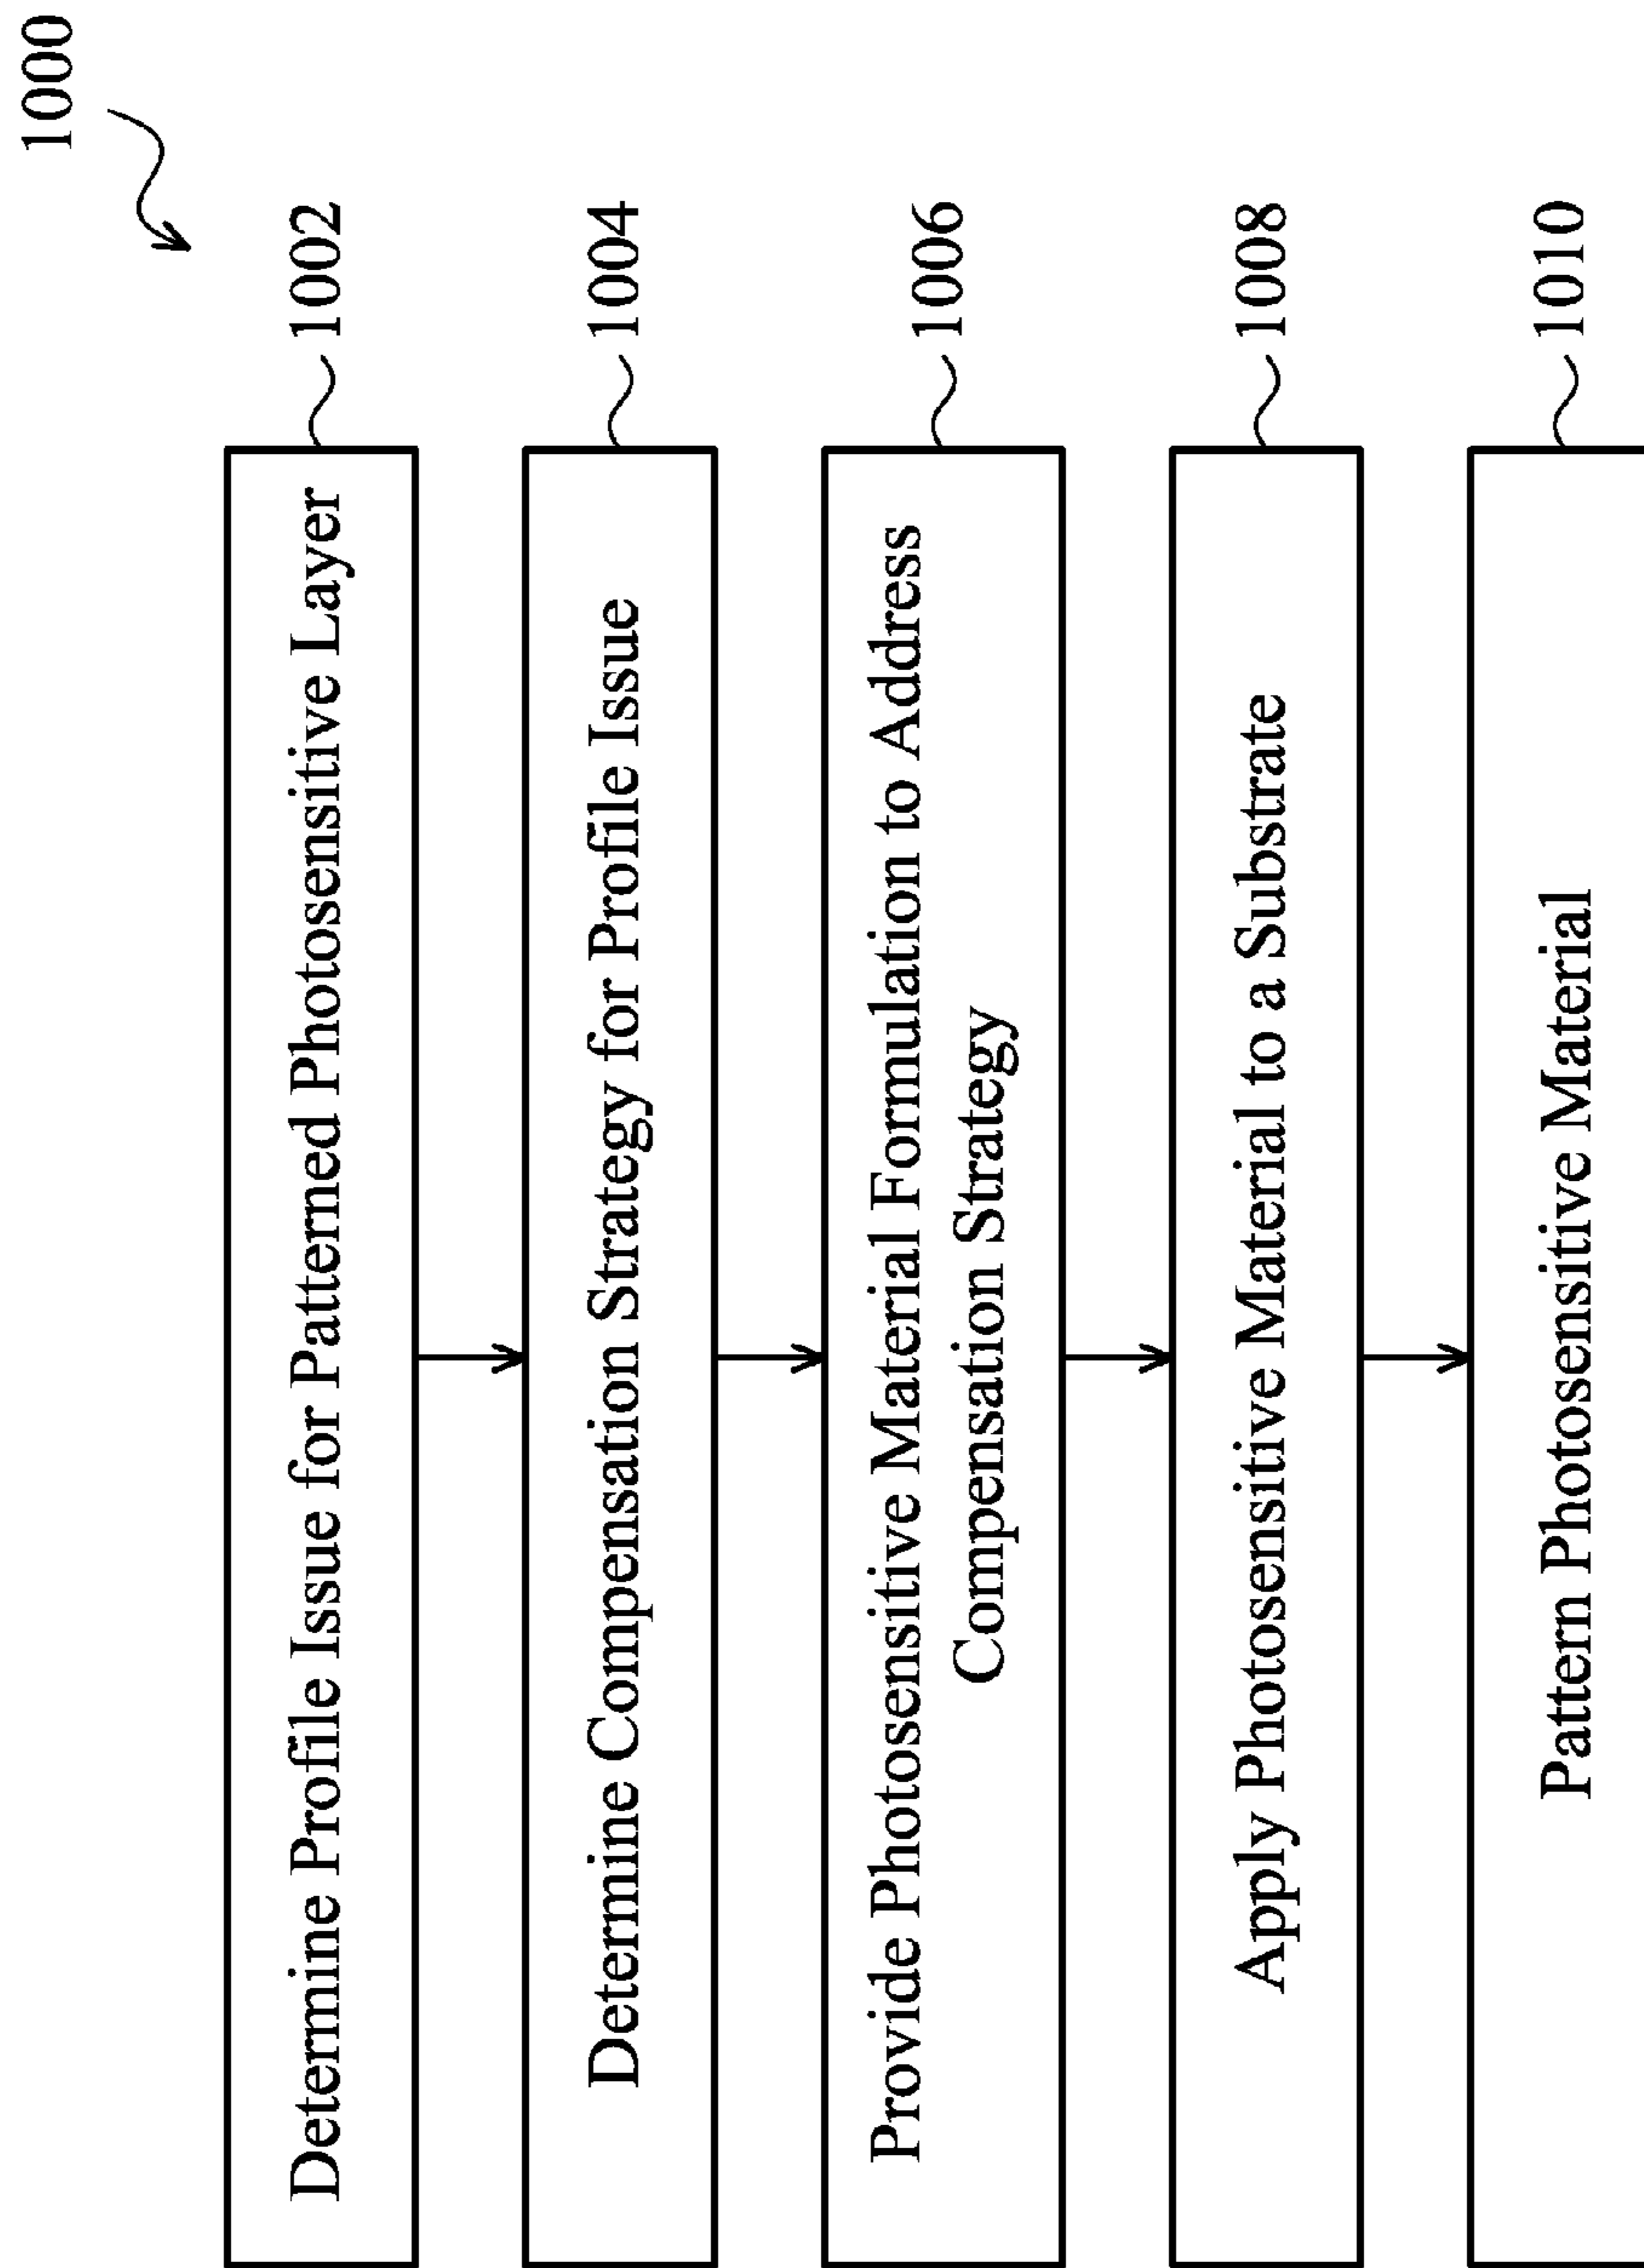 1000
Determine Profile Issue for Patterned Photosensitive Layer
1002
Determine Compensation Strategy for Profile Issue
1004
Provide Photosensitive Material Formulation to Address
Compensation Strategy
1006
Apply Photosensitive Material to a Substrate
1008
Pattern Photosensitive Material
1010